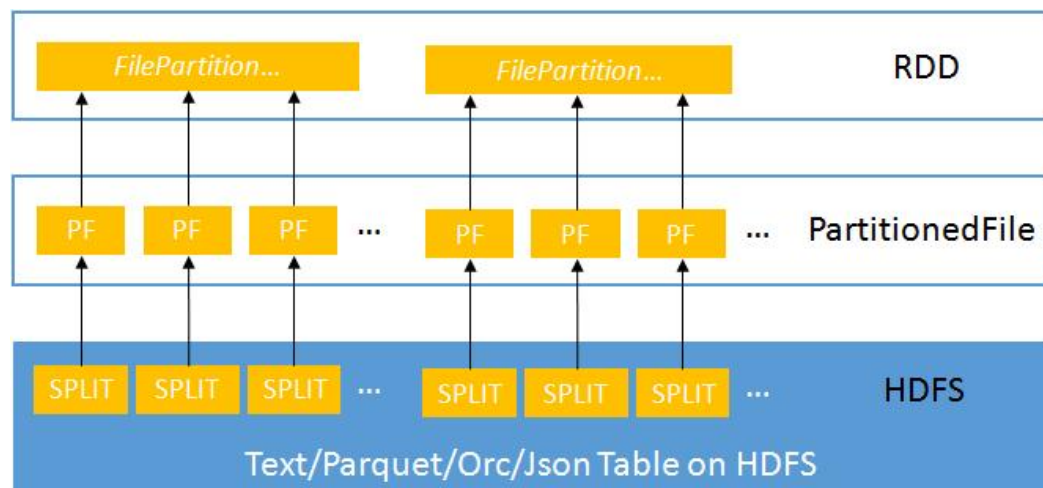 FilePartition... FilePartition... RDD
PF PF PF ... PF PF PF ... PartitionedFile
SPLIT SPLIT SPLIT ... SPLIT SPLIT SPLIT ... HDFS
Text/Parquet/Orc/Json Table on HDFS